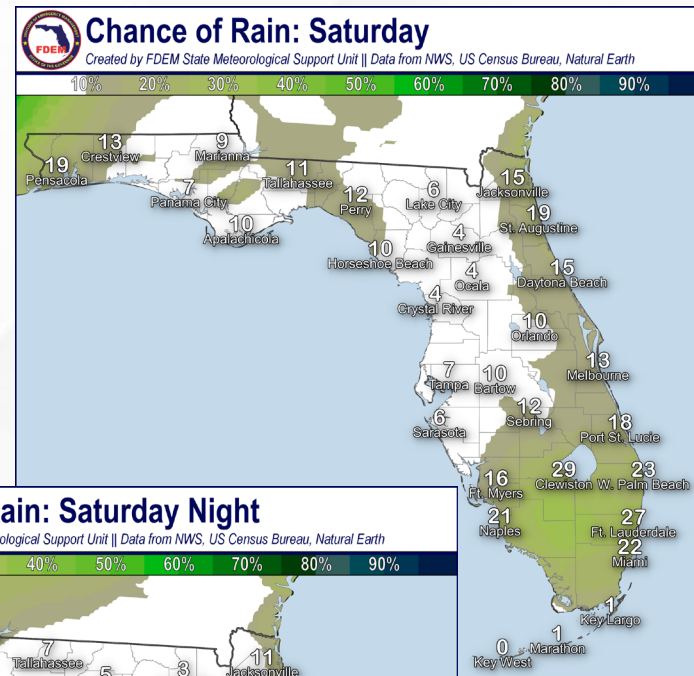 Chance of Rain: Saturday
FDEM
Created by FDEM State Meteorological Support Unit || Data from NWS, US Census Bureau, Natural Earth
10% 20% 30% 40% 50% 60% 70% 80% 90%
13
Crestview
9
Marianna
19
Pensacola
11
Tallahassee
7
Panama City
12
Perry
6
Lake City
15
Jacksonville
10
Apalachicola
19
St. Augustine
4
Gainesville
10
Horseshoe Beach
4
Ocala
15
Daytona Beach
4
Crystal River
10
Orlando
13
Melbourne
7
Tampa
10
Bartow
6
Sarasota
12
Sebring
18
Port St. Lucie
16
Ft. Myers
29
Clewiston
23
W. Palm Beach
21
Naples
27
Ft. Lauderdale
22
Miami
1
Key Largo
1
Marathon
0
Key West
ain: Saturday Night
ological Support Unit || Data from NWS, US Census Bureau, Natural Earth
40% 50% 60% 70% 80% 90%
7
Tallahassee
5
3
11
Jacksonville